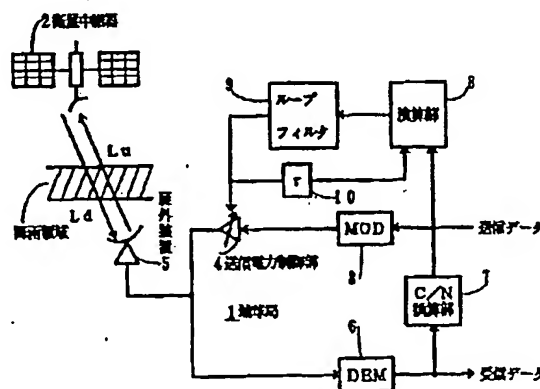 2衛星中継器
9
ループ
フィルタ
8
演算部
Lu
Ld
降雨領域
屋外装置
5
τ
10
4送信電力制御部
MOD
3
送信データ
1地球局
7
C/N
演算部
6
DEM
受信データ